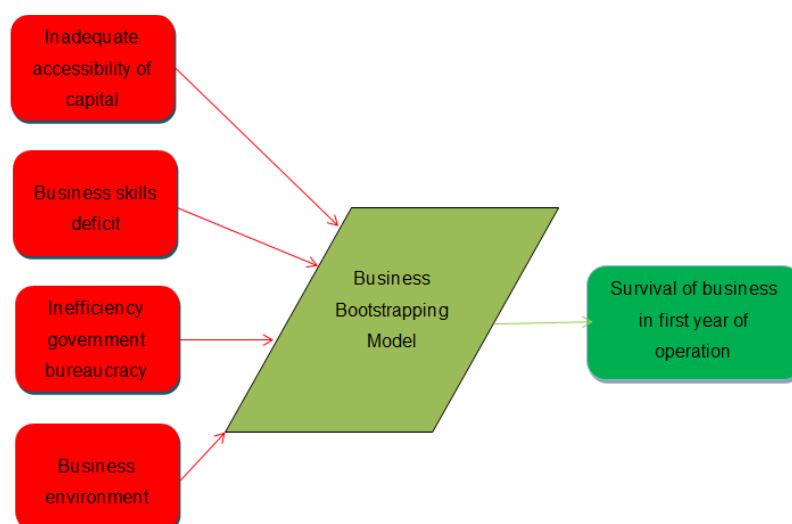 Inadequate
accessibility of
capital
Business skills
deficit
Inefficiency
government
bureaucracy
Business
environment
Business
Bootstrapping
Model
Survival of business
in first year of
operation